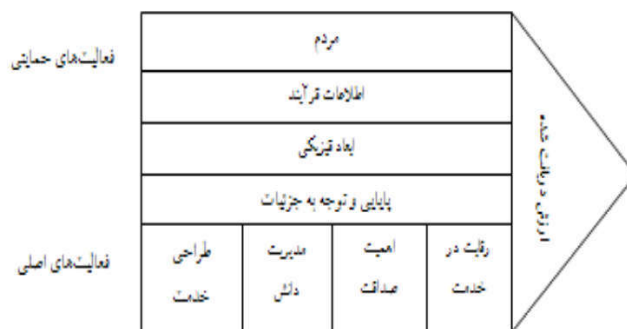 مردم
فعالیت‌های حمایتی
اطلاعات فرآیند
ابعاد فیزیکی
پایایی و توجه به جزئیات
ارزش دریافت شده
فعالیت‌های اصلی
رقابت در
خدمت
اهمیت
صداقت
مدیریت
دانش
طراحی
خدمت